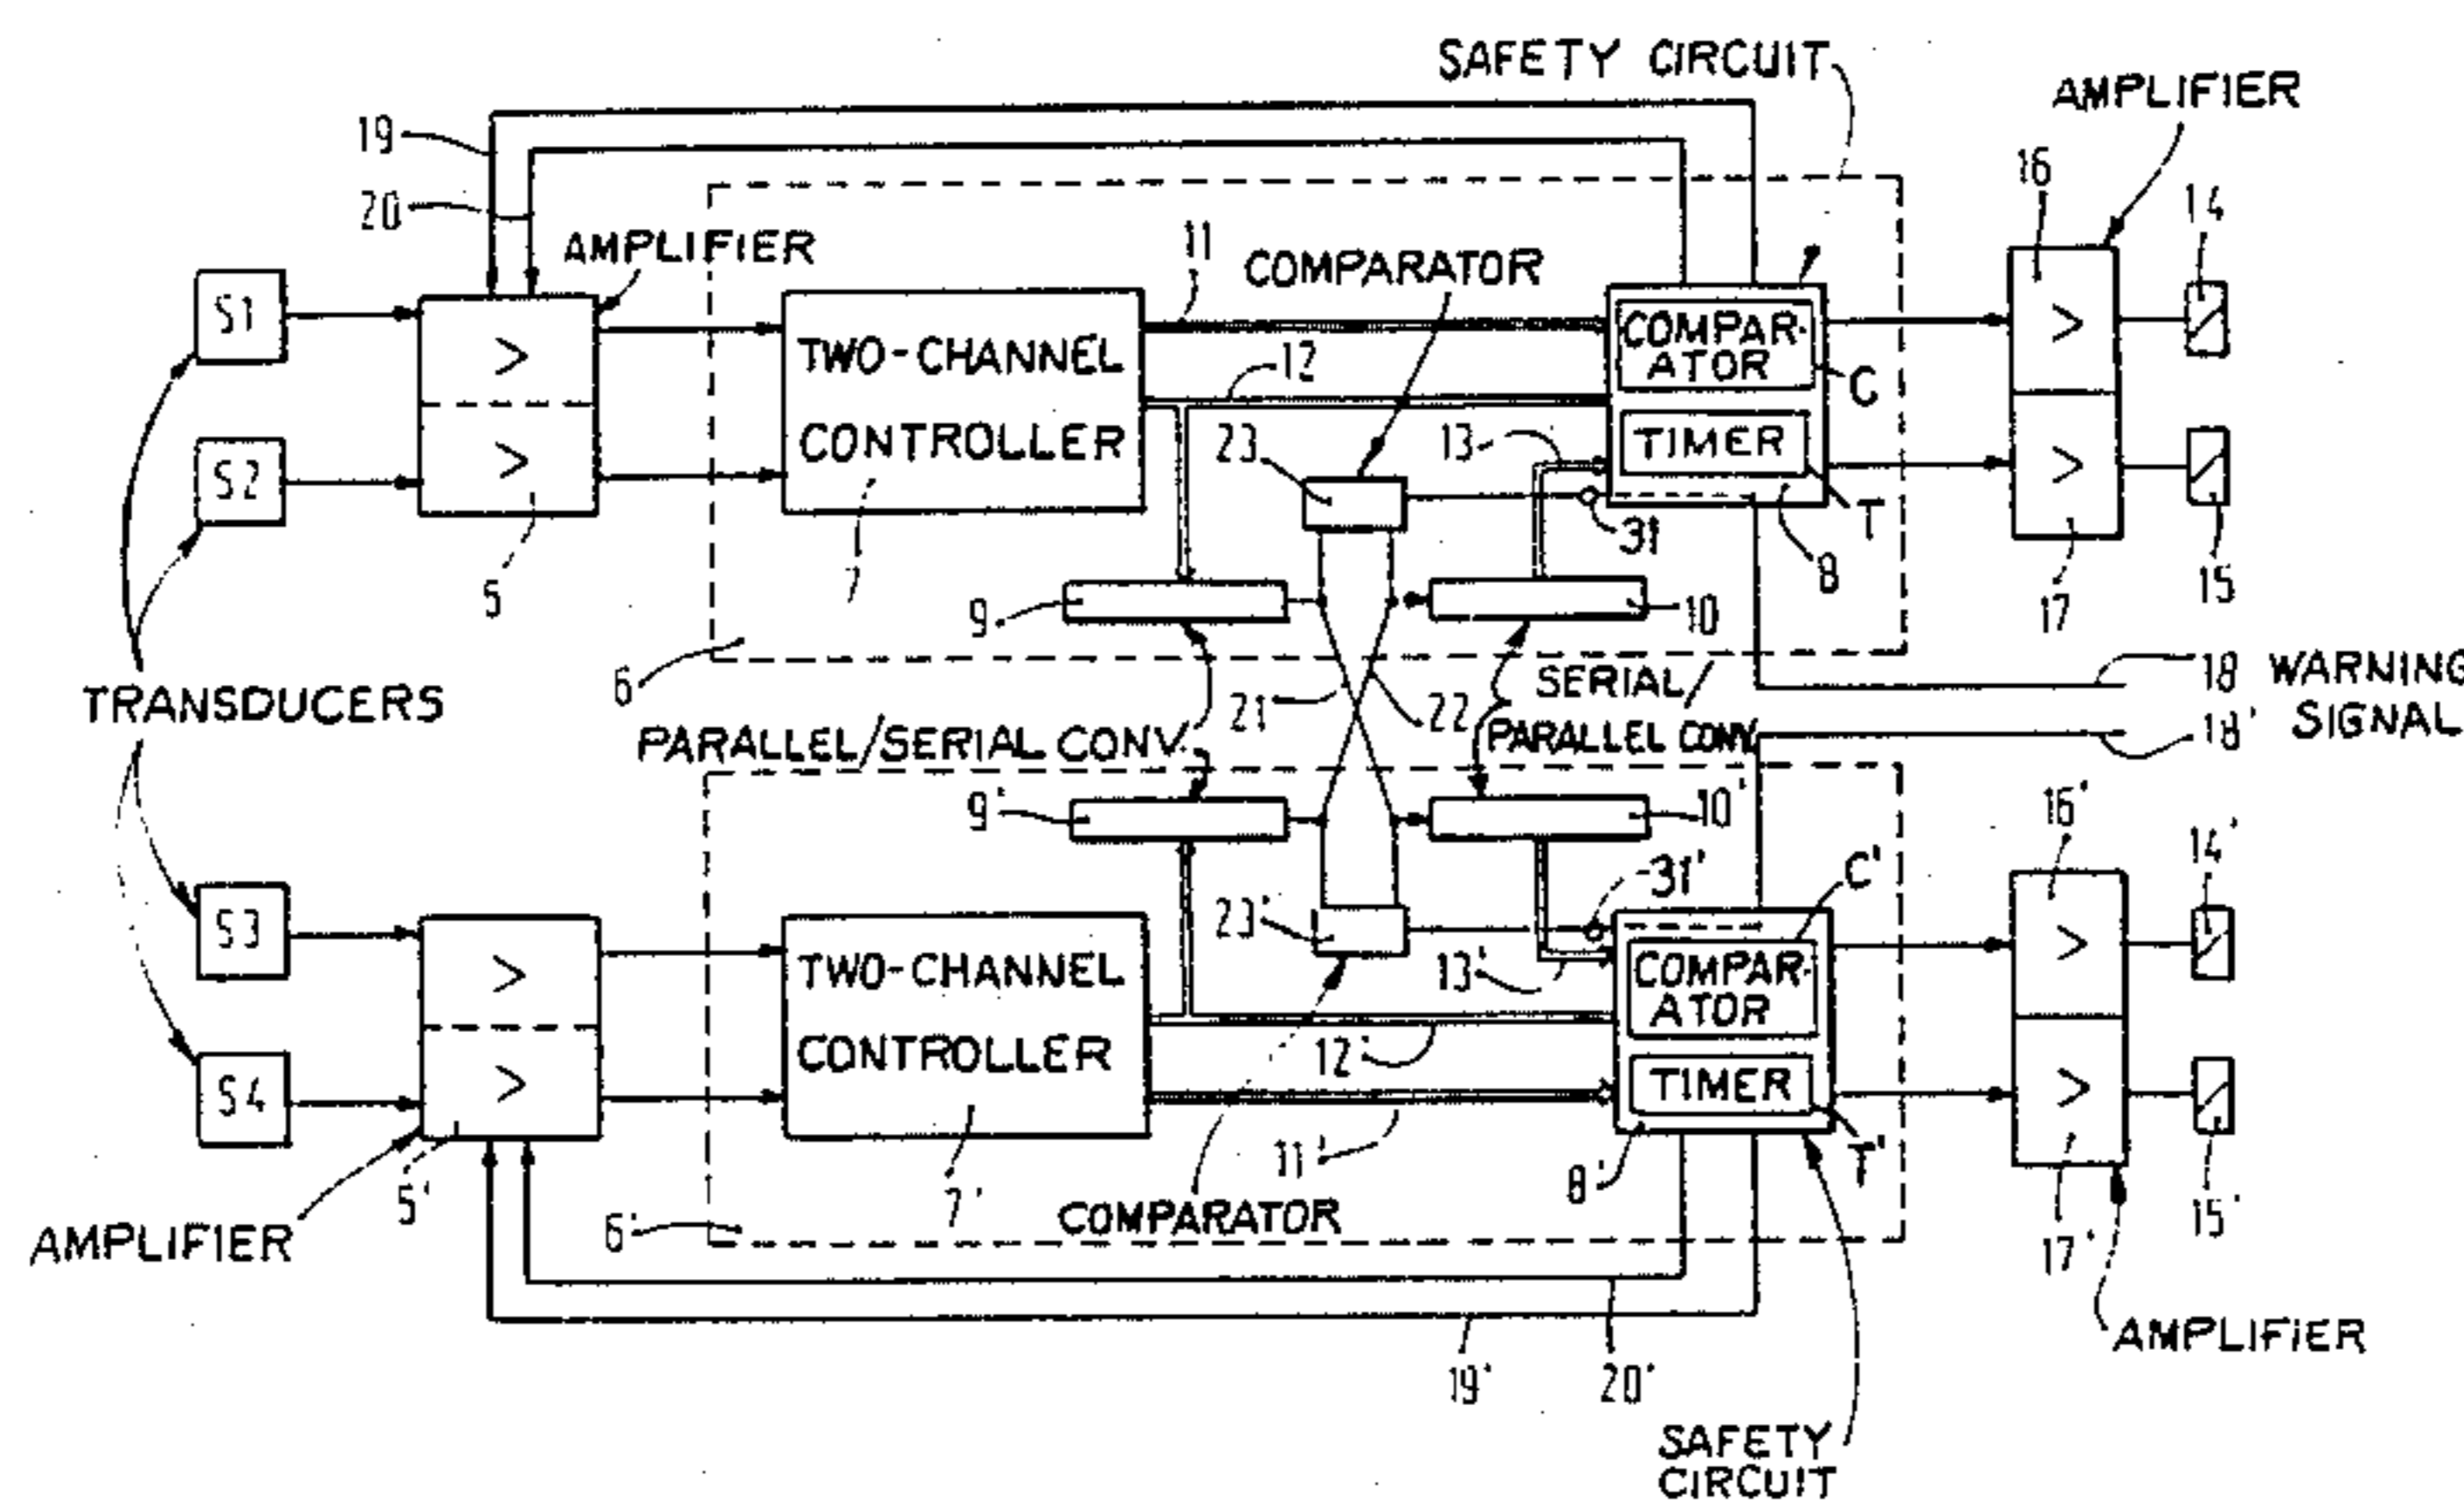 SAFETY CIRCUIT
AMPLIFIER
19
20
AMPLIFIER
11
COMPARATOR
16
14
S1
>
TWO-CHANNEL
CONTROLLER
12
COMPAR-
ATOR
C
>
S2
>
23
13
TIMER
>
5
7
31
T
8
17
15
9
10
6
TRANSDUCERS
21
22
SERIAL/
PARALLEL CONV.
PARALLEL/SERIAL CONV.
18 WARNING
18' SIGNAL
9'
10'
16'
14'
S3
>
TWO-CHANNEL
CONTROLLER
23'
31'
C'
13'
COMPAR-
ATOR
>
S4
>
12'
TIMER
>
5'
7'
11'
8'
T'
17'
15'
AMPLIFIER
6'
COMPARATOR
19'
20'
AMPLIFIER
SAFETY
CIRCUIT